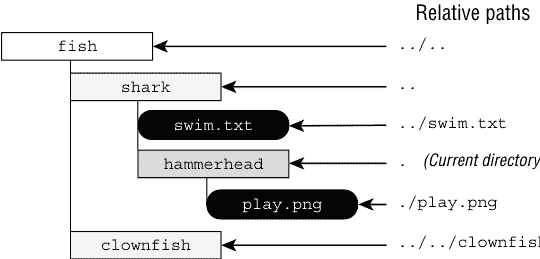 Relative paths
fish ../..
shark ..
swim.txt ../swim.txt
hammerhead . (Current directory
play.png ./play.png
clownfish ../../clownfish